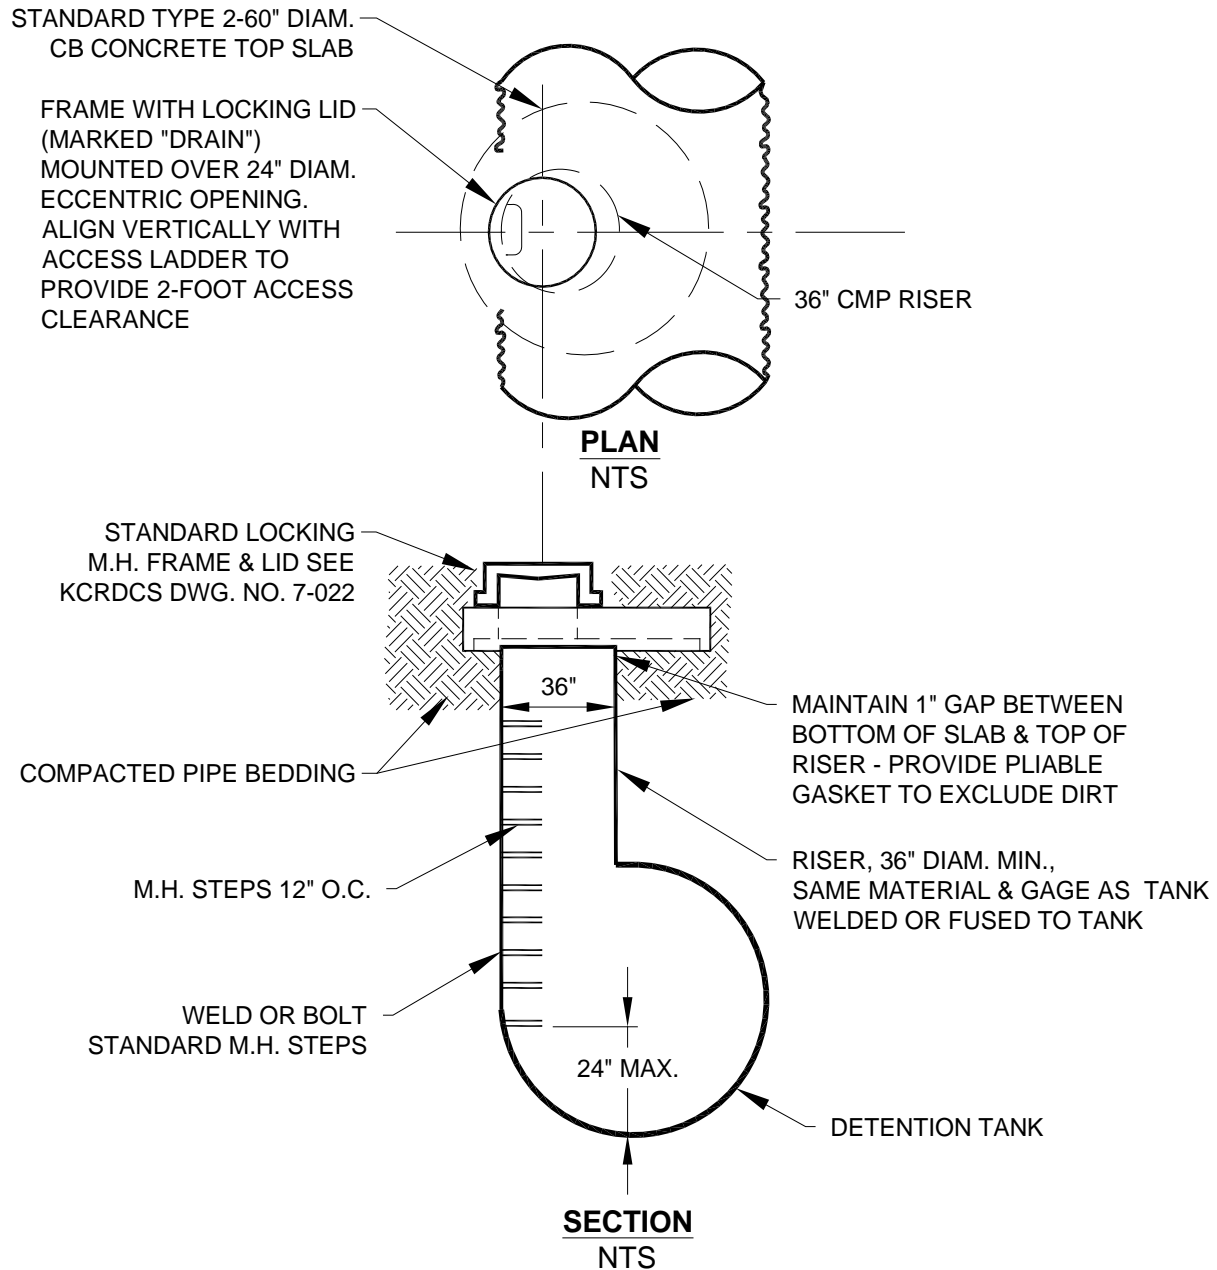 STANDARD TYPE 2-60" DIAM.
CB CONCRETE TOP SLAB
FRAME WITH LOCKING LID
(MARKED "DRAIN")
MOUNTED OVER 24" DIAM.
ECCENTRIC OPENING.
ALIGN VERTICALLY WITH
ACCESS LADDER TO
PROVIDE 2-FOOT ACCESS
CLEARANCE
36" CMP RISER
PLAN
NTS
STANDARD LOCKING
M.H. FRAME & LID SEE
KCRDCS DWG. NO. 7-022
36"
MAINTAIN 1" GAP BETWEEN
BOTTOM OF SLAB & TOP OF
RISER - PROVIDE PLIABLE
GASKET TO EXCLUDE DIRT
COMPACTED PIPE BEDDING
RISER, 36" DIAM. MIN.,
SAME MATERIAL & GAGE AS TANK
WELDED OR FUSED TO TANK
M.H. STEPS 12" O.C.
WELD OR BOLT
STANDARD M.H. STEPS
24" MAX.
DETENTION TANK
SECTION
NTS